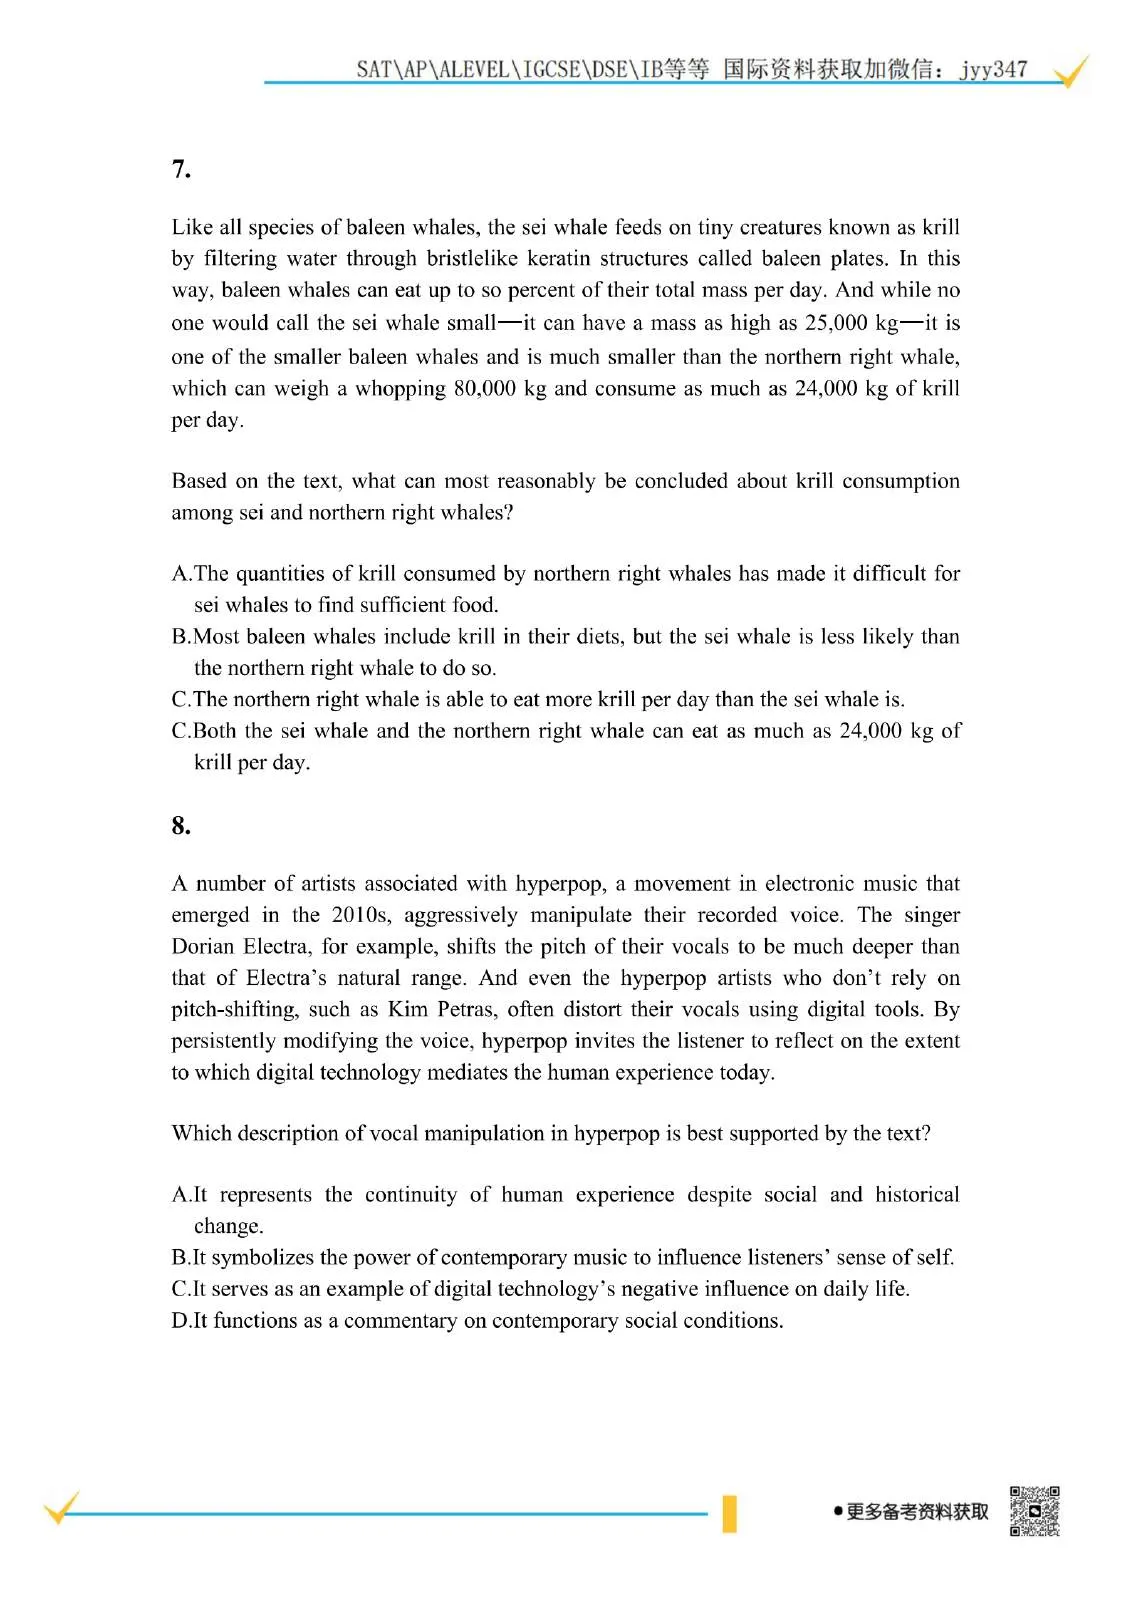 SAT\AP\ALEVEL\IGCSE\DSE\IB等等 国际资料获取加微信：jyy347
7.
Like all species of baleen whales, the sei whale feeds on tiny creatures known as krill
by filtering water through bristlelike keratin structures called baleen plates. In this
way, baleen whales can eat up to so percent of their total mass per day. And while no
one would call the sei whale small—it can have a mass as high as 25,000 kg—it is
one of the smaller baleen whales and is much smaller than the northern right whale,
which can weigh a whopping 80,000 kg and consume as much as 24,000 kg of krill
per day.
Based on the text, what can most reasonably be concluded about krill consumption
among sei and northern right whales?
A.The quantities of krill consumed by northern right whales has made it difficult for
sei whales to find sufficient food.
B.Most baleen whales include krill in their diets, but the sei whale is less likely than
the northern right whale to do so.
C.The northern right whale is able to eat more krill per day than the sei whale is.
C.Both the sei whale and the northern right whale can eat as much as 24,000 kg of
krill per day.
8.
A number of artists associated with hyperpop, a movement in electronic music that
emerged in the 2010s, aggressively manipulate their recorded voice. The singer
Dorian Electra, for example, shifts the pitch of their vocals to be much deeper than
that of Electra’s natural range. And even the hyperpop artists who don’t rely on
pitch-shifting, such as Kim Petras, often distort their vocals using digital tools. By
persistently modifying the voice, hyperpop invites the listener to reflect on the extent
to which digital technology mediates the human experience today.
Which description of vocal manipulation in hyperpop is best supported by the text?
A.It represents the continuity of human experience despite social and historical
change.
B.It symbolizes the power of contemporary music to influence listeners’ sense of self.
C.It serves as an example of digital technology’s negative influence on daily life.
D.It functions as a commentary on contemporary social conditions.
•更多备考资料获取